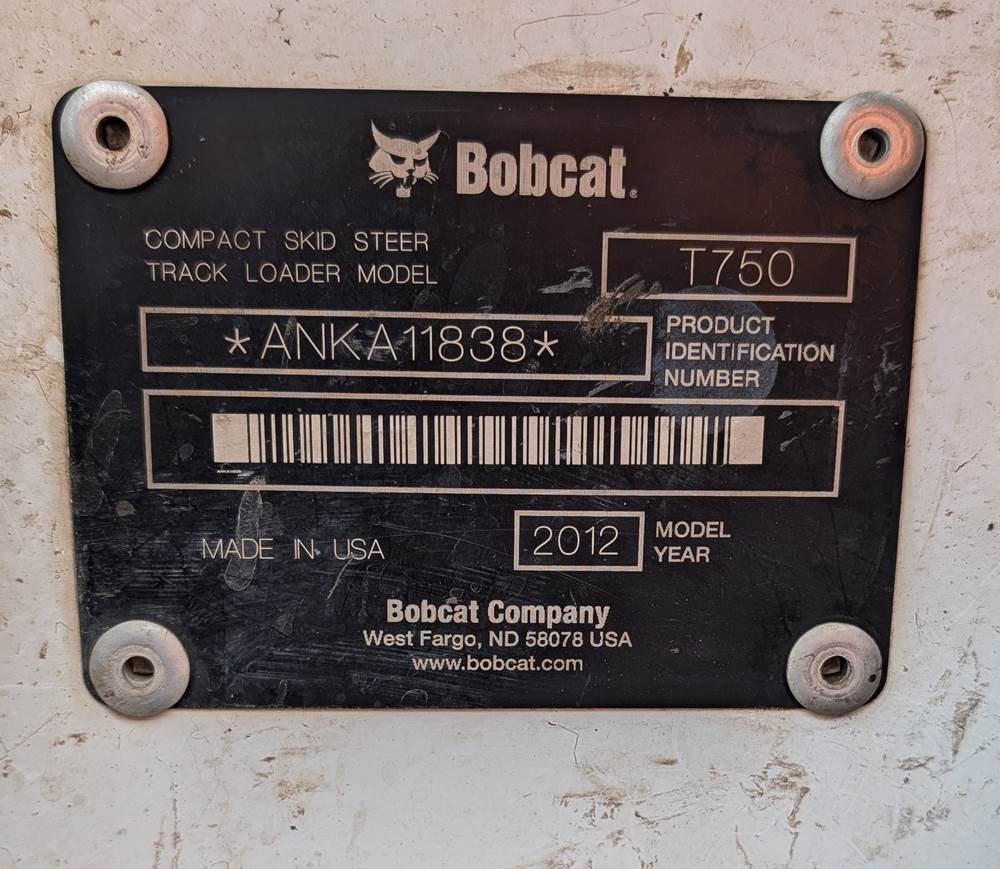 Bobcat®
COMPACT SKID STEER
TRACK LOADER MODEL
T750
*ANKA11838*
PRODUCT
IDENTIFICATION
NUMBER
ANKA11838
MADE IN USA
2012
MODEL
YEAR
Bobcat Company
West Fargo, ND 58078 USA
www.bobcat.com